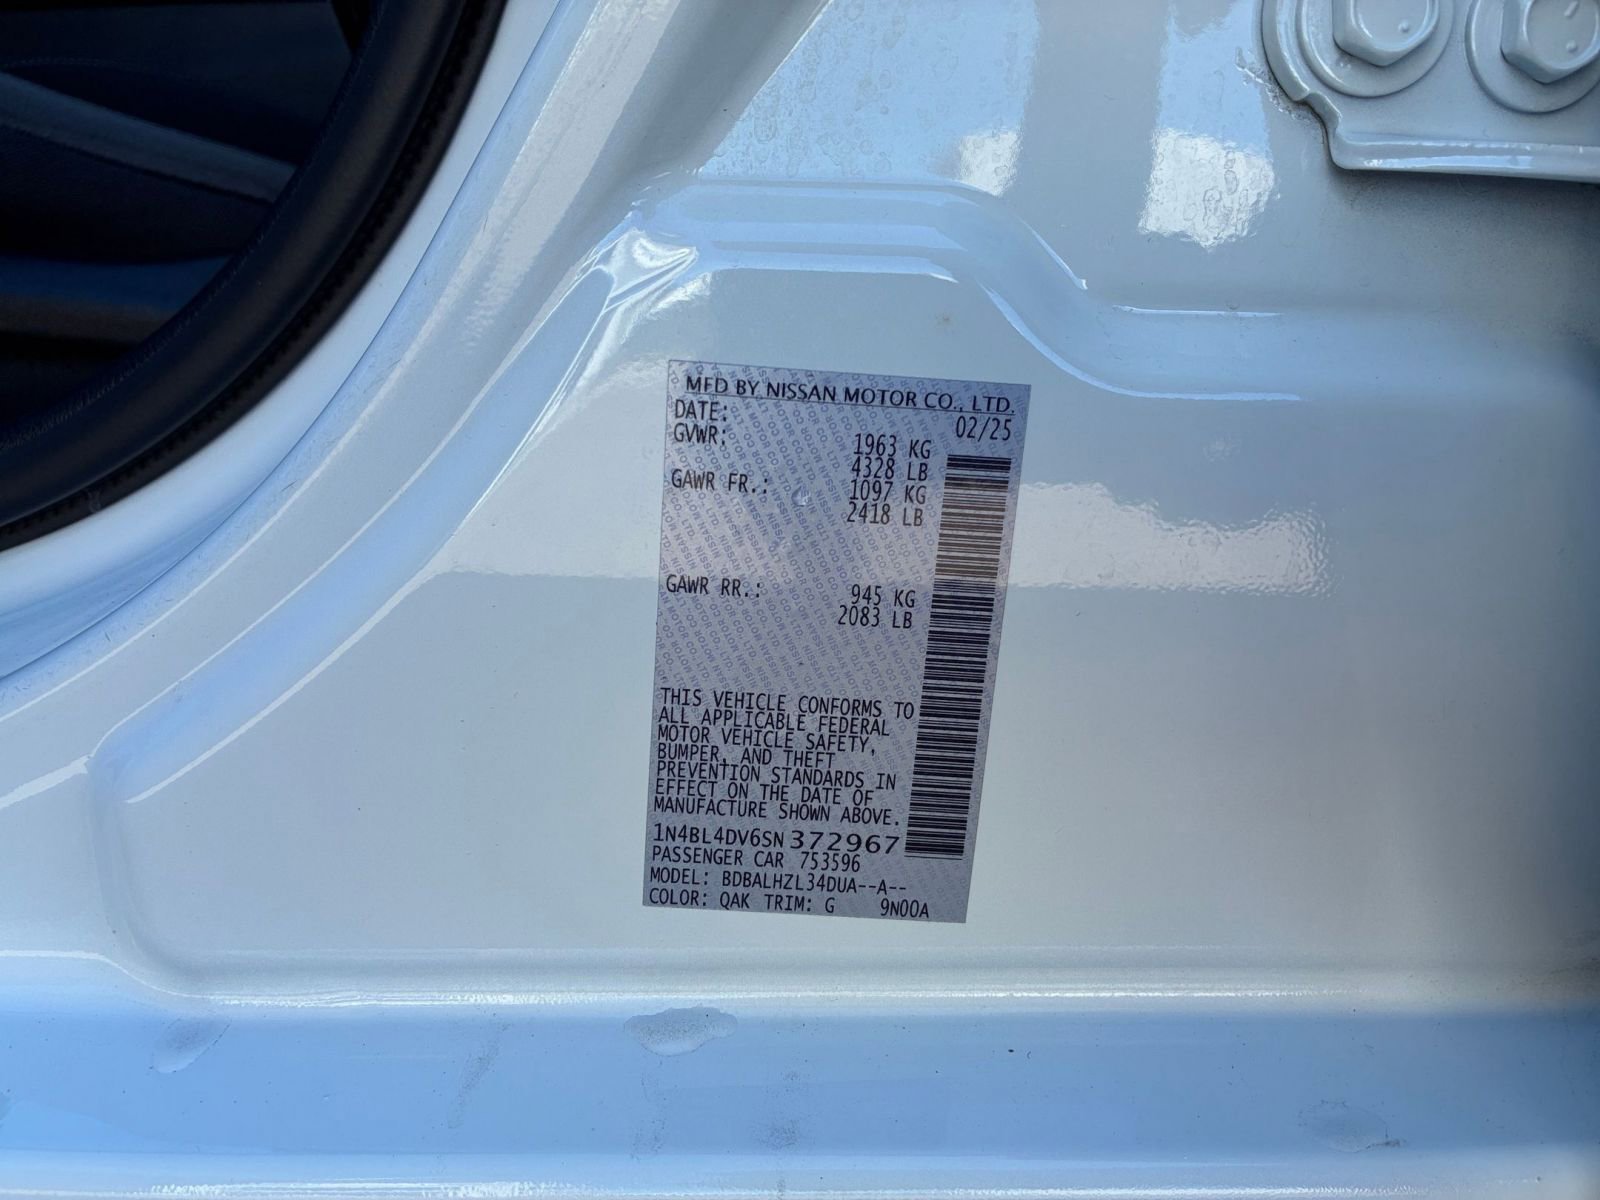 MFD BY NISSAN MOTOR CO., LTD.
DATE: 02/25
GVWR: 1963 KG
4328 LB
GAWR FR.: 1097 KG
2418 LB
GAWR RR.: 945 KG
2083 LB
THIS VEHICLE CONFORMS TO
ALL APPLICABLE FEDERAL
MOTOR VEHICLE SAFETY,
BUMPER, AND THEFT
PREVENTION STANDARDS IN
EFFECT ON THE DATE OF
MANUFACTURE SHOWN ABOVE.
1N4BL4DV6SN372967
PASSENGER CAR 753596
MODEL: BDBALHZL34DUA--A--
COLOR: QAK TRIM: G 9N00A